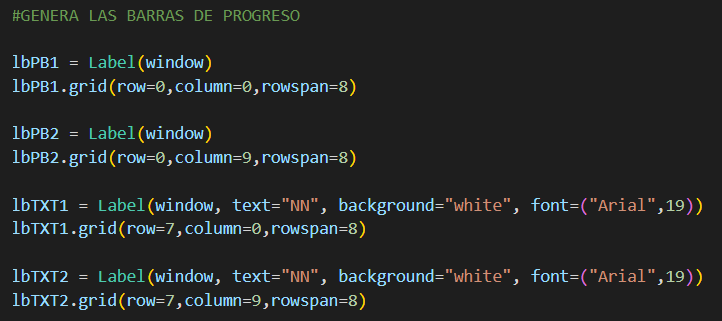 #GENERA LAS BARRAS DE PROGRESO
lbPB1 = Label(window)
lbPB1.grid(row=0,column=0,rowspan=8)
lbPB2 = Label(window)
lbPB2.grid(row=0,column=9,rowspan=8)
lbTXT1 = Label(window, text="NN", background="white", font=("Arial",19))
lbTXT1.grid(row=7,column=0,rowspan=8)
lbTXT2 = Label(window, text="NN", background="white", font=("Arial",19))
lbTXT2.grid(row=7,column=9,rowspan=8)